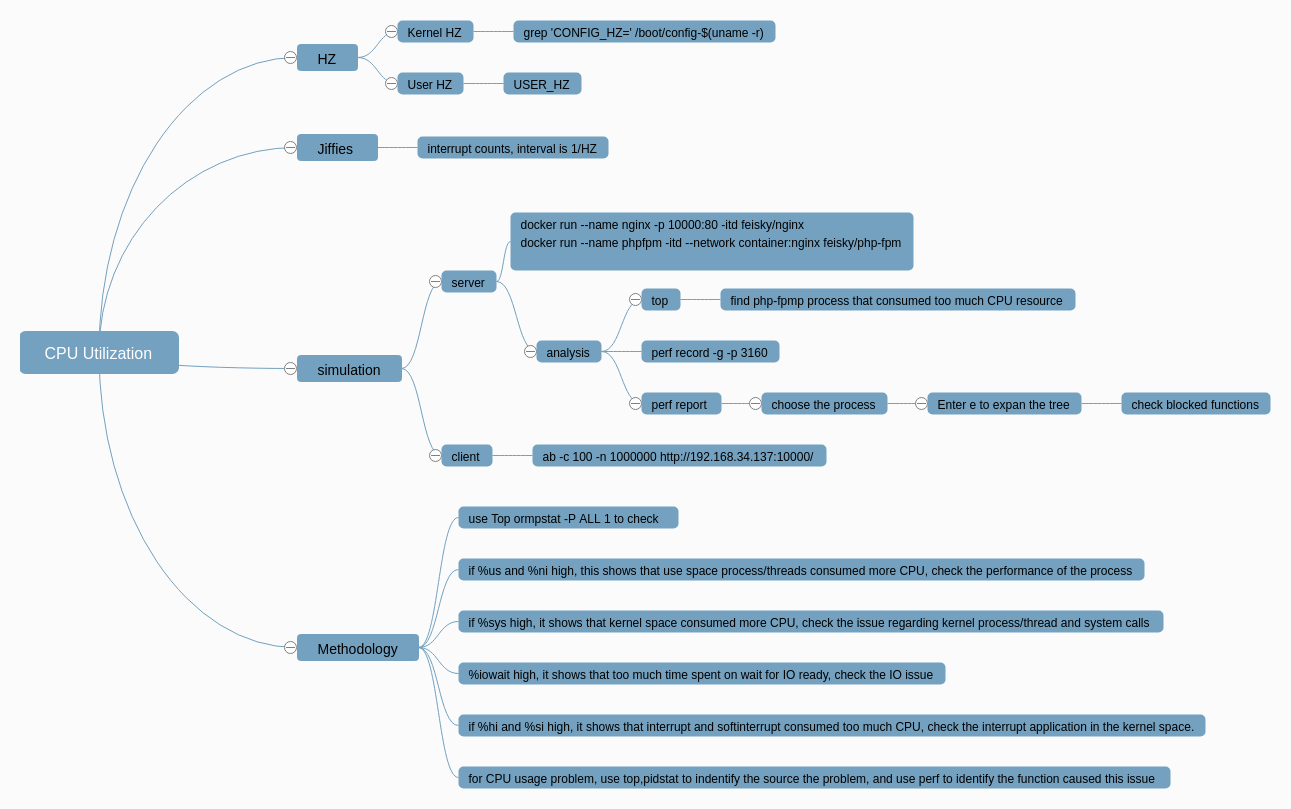 CPU Utilization
HZ
Kernel HZ
grep 'CONFIG_HZ=' /boot/config-$(uname -r)
User HZ
USER_HZ
Jiffies
interrupt counts, interval is 1/HZ
simulation
server
docker run --name nginx -p 10000:80 -itd feisky/nginx
docker run --name phpfpm -itd --network container:nginx feisky/php-fpm
analysis
top
find php-fpmp process that consumed too much CPU resource
perf record -g -p 3160
perf report
choose the process
Enter e to expan the tree
check blocked functions
client
ab -c 100 -n 1000000 http://192.168.34.137:10000/
Methodology
use Top ormpstat -P ALL 1 to check
if %us and %ni high, this shows that use space process/threads consumed more CPU, check the performance of the process
if %sys high, it shows that kernel space consumed more CPU, check the issue regarding kernel process/thread and system calls
%iowait high, it shows that too much time spent on wait for IO ready, check the IO issue
if %hi and %si high, it shows that interrupt and softinterrupt consumed too much CPU, check the interrupt application in the kernel space.
for CPU usage problem, use top,pidstat to indentify the source the problem, and use perf to identify the function caused this issue